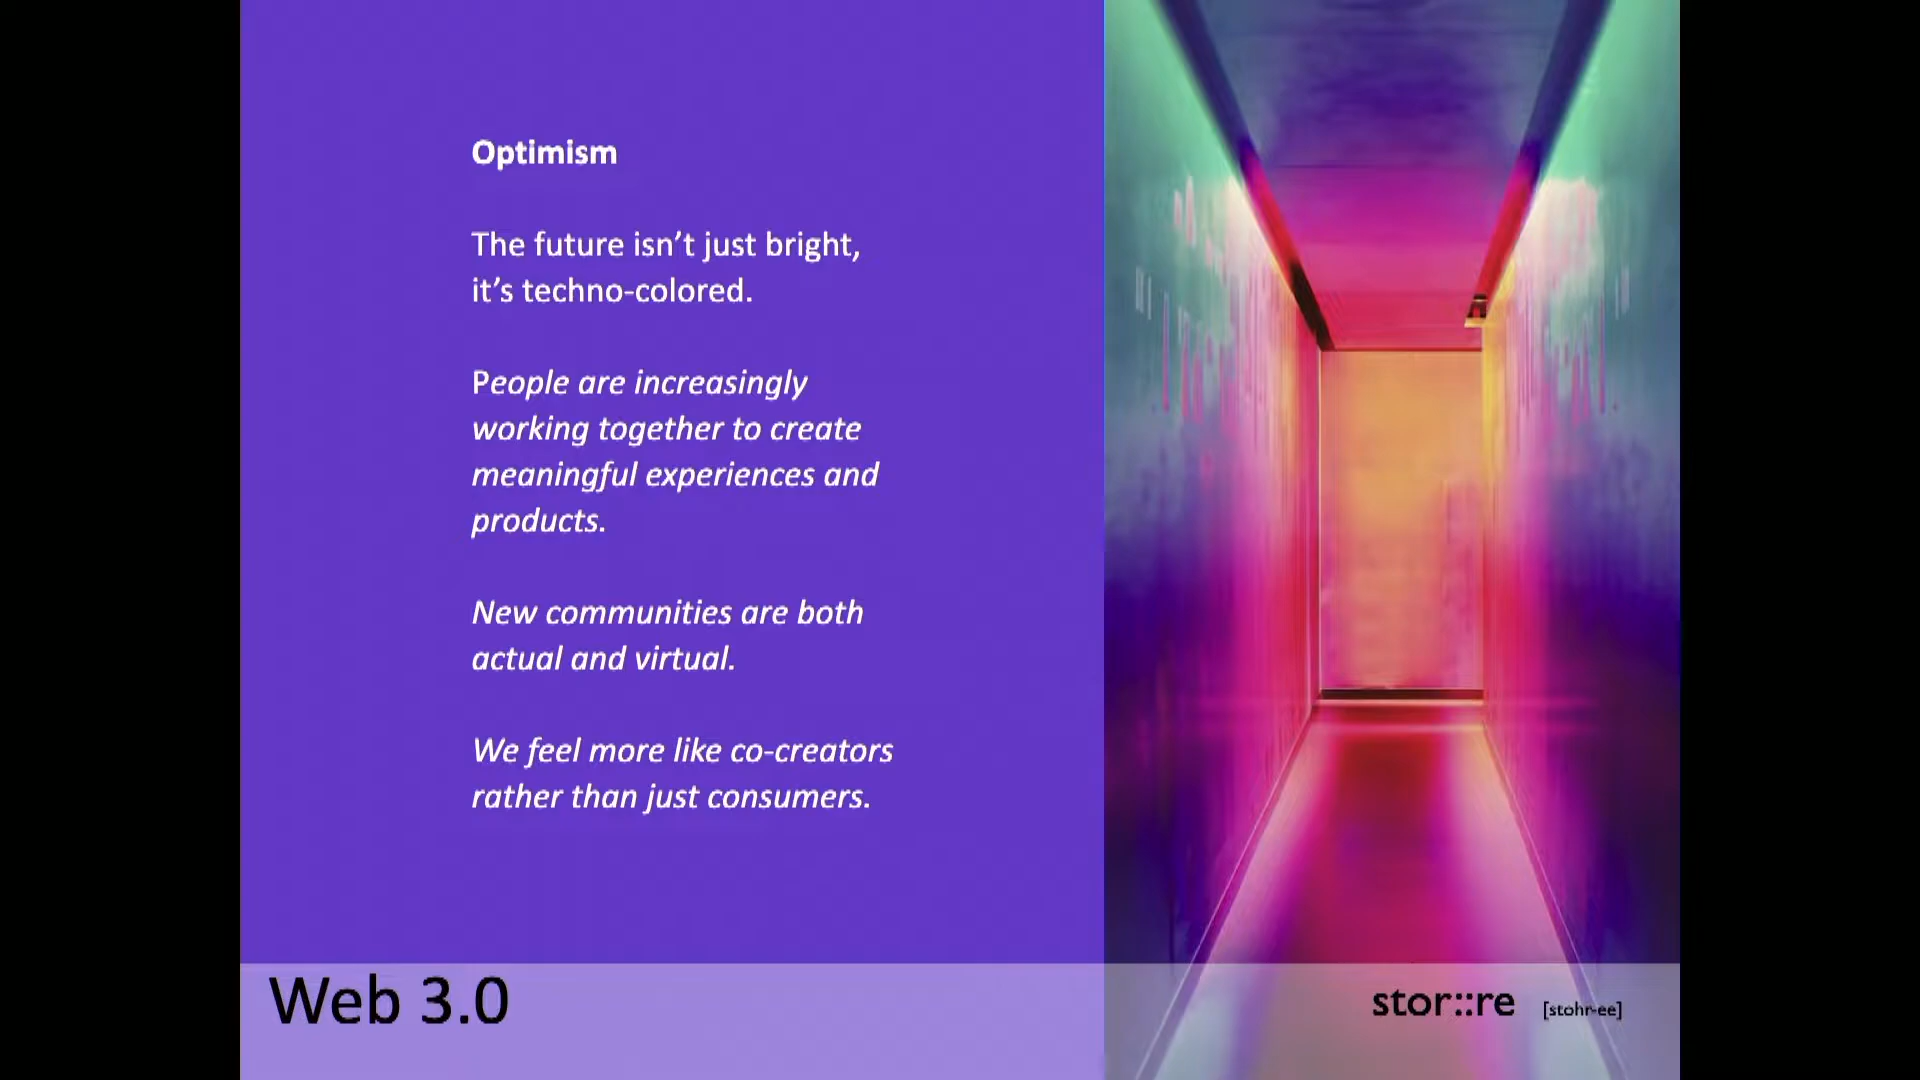 Optimism
The future isn’t just bright,
it’s techno-colored.
People are increasingly
working together to create
meaningful experiences and
products.
New communities are both
actual and virtual.
We feel more like co-creators
rather than just consumers.
Web 3.0
stor::re [stohr-ee]